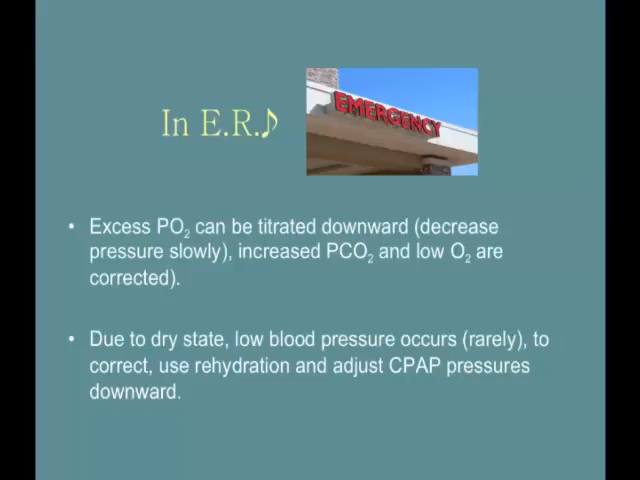 In E.R.♪
EMERGENCY
• Excess PO₂ can be titrated downward (decrease
pressure slowly), increased PCO₂ and low O₂ are
corrected).
• Due to dry state, low blood pressure occurs (rarely), to
correct, use rehydration and adjust CPAP pressures
downward.